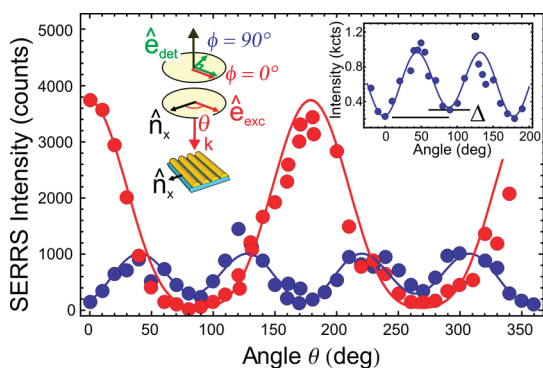 SERRS Intensity (counts)
5000
4000
3000
2000
1000
0
0 50 100 150 200 250 300 350
Angle θ (deg)
ê_det
ϕ = 90°
ϕ = 0°
n̂_x
θ
ê_exc
k
n̂_x
Intensity (kcts)
1.2
0.8
0.4
Δ
0 50 100 150 200
Angle (deg)